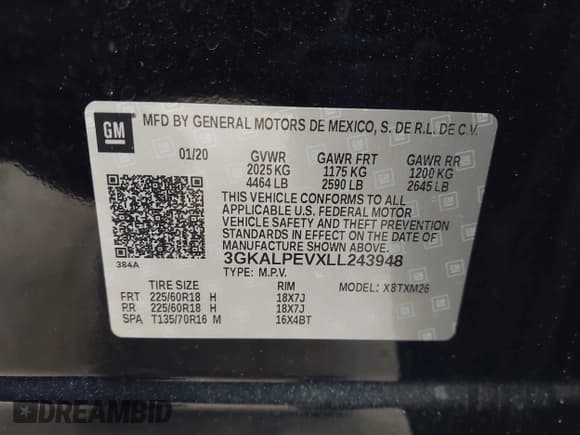 GM
MFD BY GENERAL MOTORS DE MEXICO, S. DE R.L. DE C.V.
01/20 GVWR GAWR FRT GAWR RR
2025 KG 1175 KG 1200 KG
4464 LB 2590 LB 2645 LB
THIS VEHICLE CONFORMS TO ALL
APPLICABLE U.S. FEDERAL MOTOR
VEHICLE SAFETY AND THEFT PREVENTION
STANDARDS IN EFFECT ON THE DATE OF
MANUFACTURE SHOWN ABOVE.
384A
3GKALPEVXLL243948
TYPE: M.P.V.
TIRE SIZE RIM MODEL: X8TXM26
FRT 225/60R18 H 18X7J
RR 225/60R18 H 18X7J
SPA T135/70R16 M 16X4BT
DREAMBID